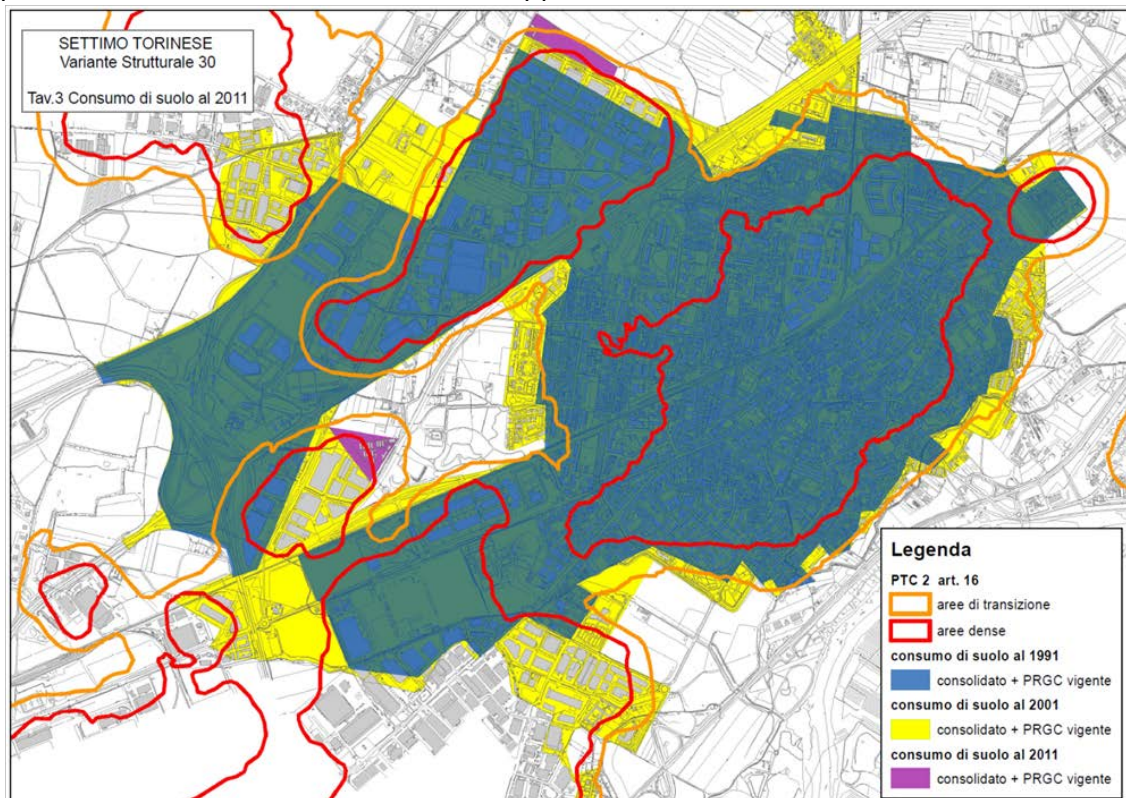 SETTIMO TORINESE
Variante Strutturale 30
Tav.3 Consumo di suolo al 2011
Legenda
PTC 2 art. 16
aree di transizione
aree dense
consumo di suolo al 1991
consolidato + PRGC vigente
consumo di suolo al 2001
consolidato + PRGC vigente
consumo di suolo al 2011
consolidato + PRGC vigente